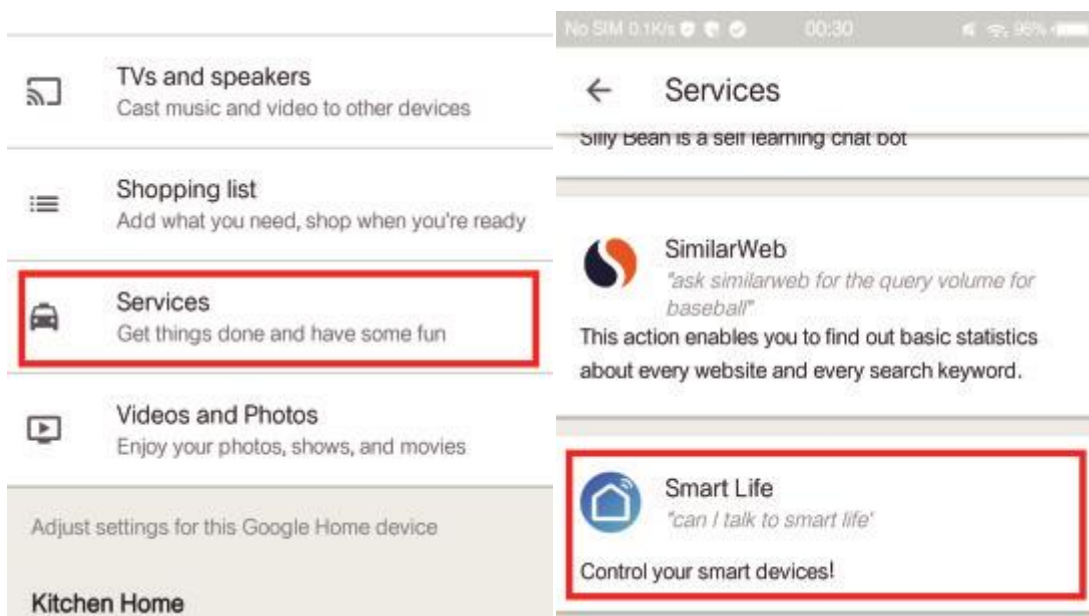 TVs and speakers
Cast music and video to other devices
Shopping list
Add what you need, shop when you're ready
Services
Get things done and have some fun
Videos and Photos
Enjoy your photos, shows, and movies
Adjust settings for this Google Home device
Kitchen Home
No SIM 0.1K/s 00:30 96%
Services
Silly Bean is a self learning chat bot
SimilarWeb
"ask similarweb for the query volume for
baseball"
This action enables you to find out basic statistics
about every website and every search keyword.
Smart Life
"can I talk to smart life"
Control your smart devices!